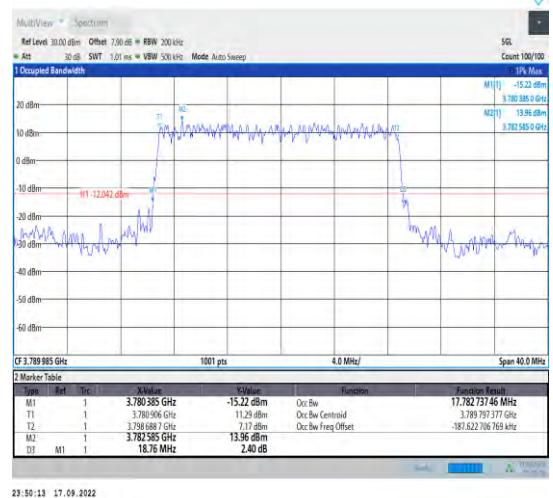 MultiView Spectrum
Ref Level 30.00 dBm Offset 7.00 dB RBW 200 kHz SGL
Att 30 dB SWT 1.01 ms VBW 500 kHz Mode Auto Sweep Count 100/100
1 Occupied Bandwidth 1Pk Max
M1[1] -15.22 dBm
3.780 385 0 GHz
M2[1] 13.96 dBm
3.782 585 0 GHz
20 dBm
10 dBm
0 dBm
-10 dBm
H1 -12.042 dBm
-20 dBm
-30 dBm
-40 dBm
-50 dBm
-60 dBm
T1
M2
CF 3.789 985 GHz 1001 pts 4.0 MHz/ Span 40.0 MHz
2 Marker Table
Type Ref Trc X-Value Y-Value Function Function Result
M1 1 3.780 385 GHz -15.22 dBm Occ Bw 17.782 737 46 MHz
T1 1 3.780 906 GHz 11.29 dBm Occ Bw Centroid 3.789 797 377 GHz
T2 1 3.798 688 7 GHz 7.17 dBm Occ Bw Freq Offset -187.622 706 769 kHz
M2 1 3.782 585 GHz 13.96 dBm
D3 M1 1 18.76 MHz 2.40 dB
23:50:13 17.09.2022